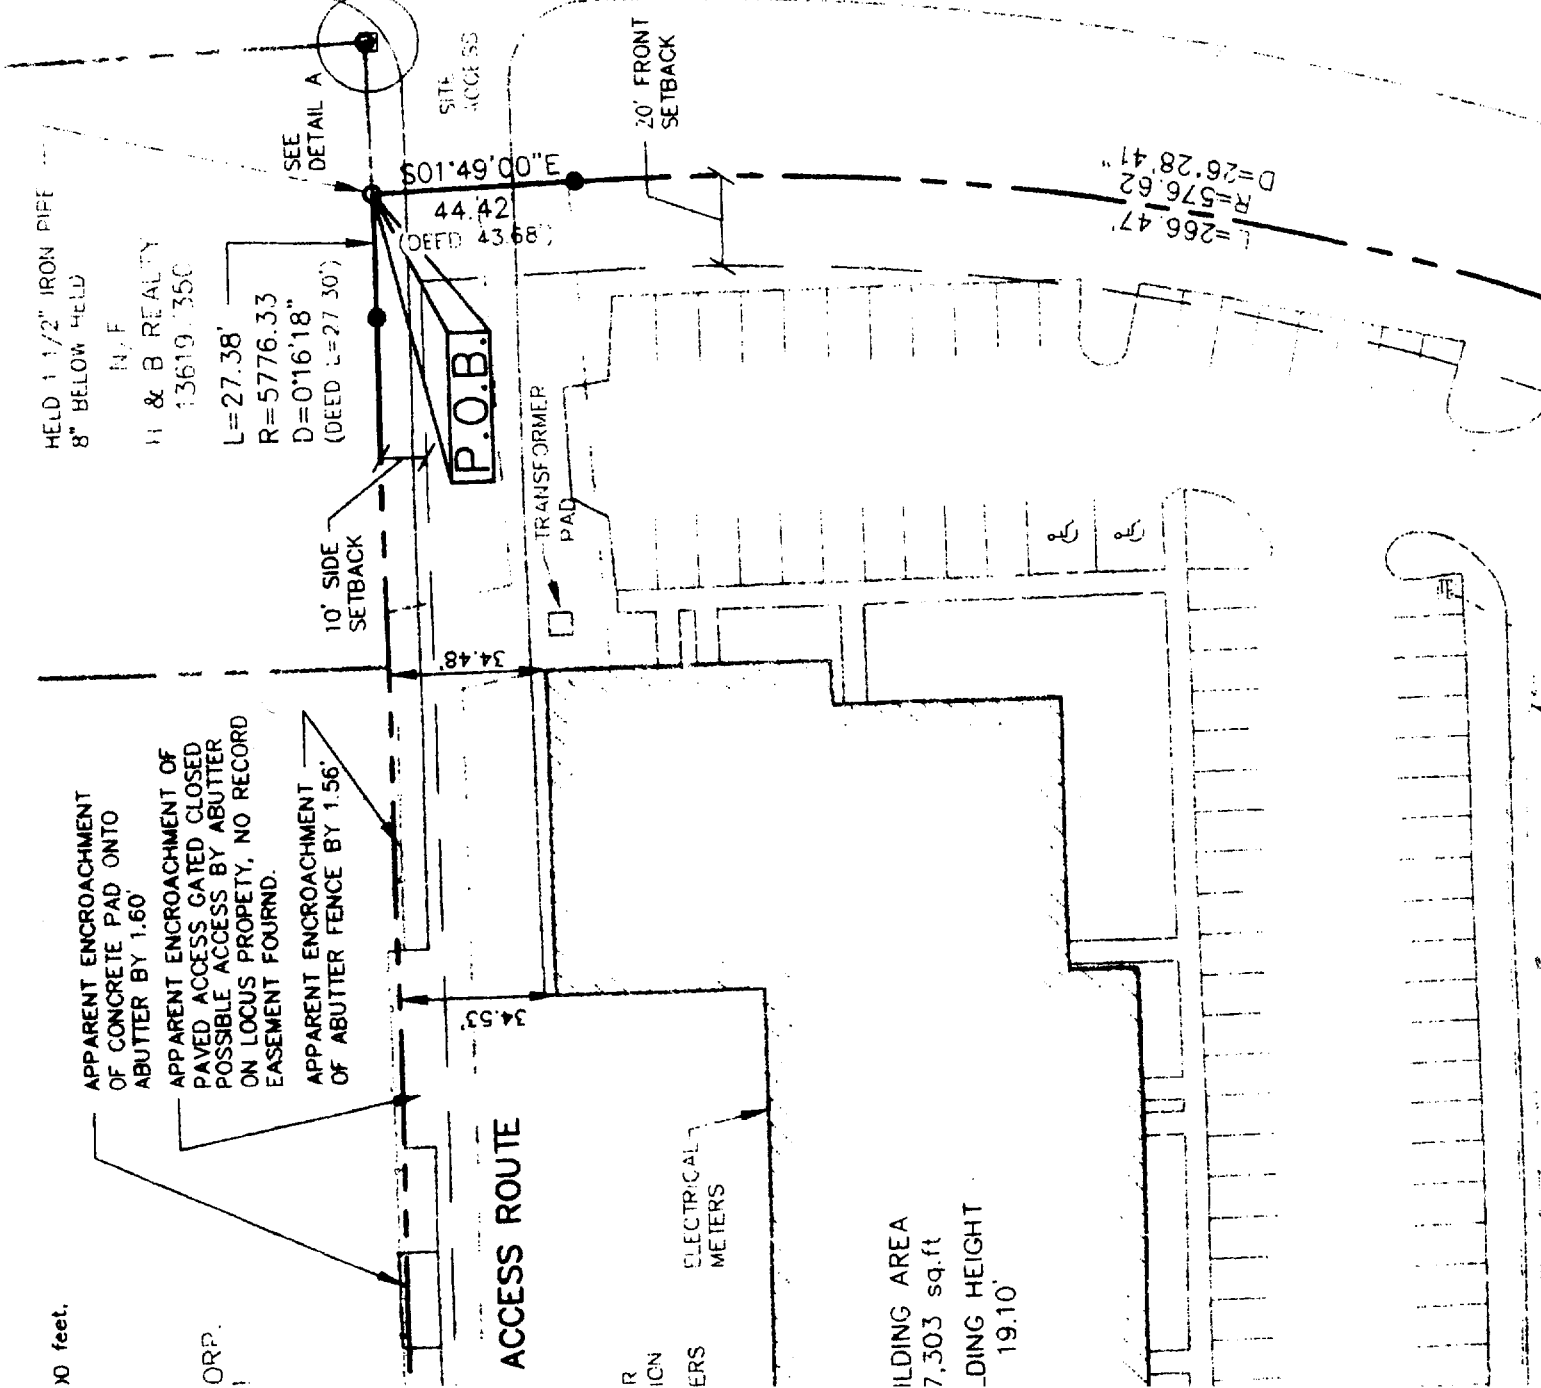 HELD 1 1/2" IRON PIPE
8" BELOW HELD
N/F
H & B REALTY
13619/350
L=27.38'
R=5776.33
D=0°16'18"
(DEED L=27.30')
SEE
DETAIL A
SITE
ACCESS
S01°49'00"E
44.42
(DEED 43.68')
20' FRONT
SETBACK
L=266.47'
R=576.62
D=26°28'41"
P.O.B.
10' SIDE
SETBACK
TRANSFORMER
PAD
34.48'
34.53'
APPARENT ENCROACHMENT
OF CONCRETE PAD ONTO
ABUTTER BY 1.60'
APPARENT ENCROACHMENT OF
PAVED ACCESS GATED CLOSED
POSSIBLE ACCESS BY ABUTTER
ON LOCUS PROPETY, NO RECORD
EASEMENT FOURND.
APPARENT ENCROACHMENT
OF ABUTTER FENCE BY 1.56'
ACCESS ROUTE
ELECTRICAL
METERS
ILDING AREA
7,303 sq.ft
DING HEIGHT
19.10'
00 feet.
ORP.
R
ION
ERS